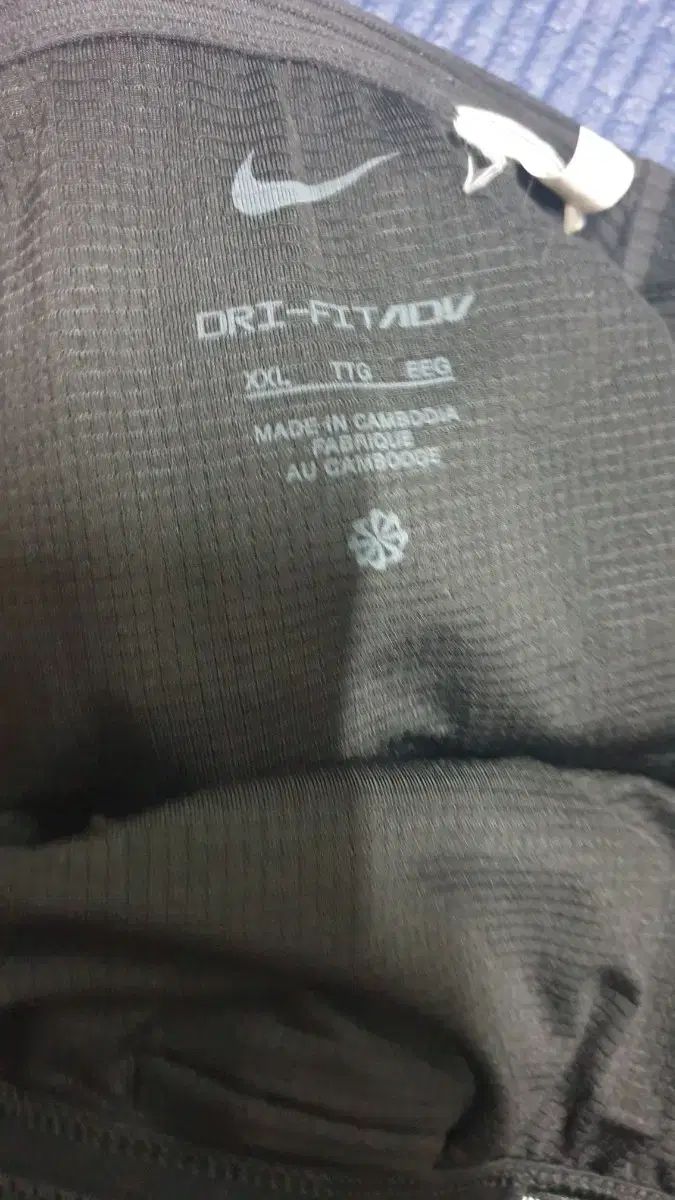 DRI-FIT ADV
XXL TTG EEG
MADE IN CAMBODIA
FABRIQUE
AU CAMBODGE